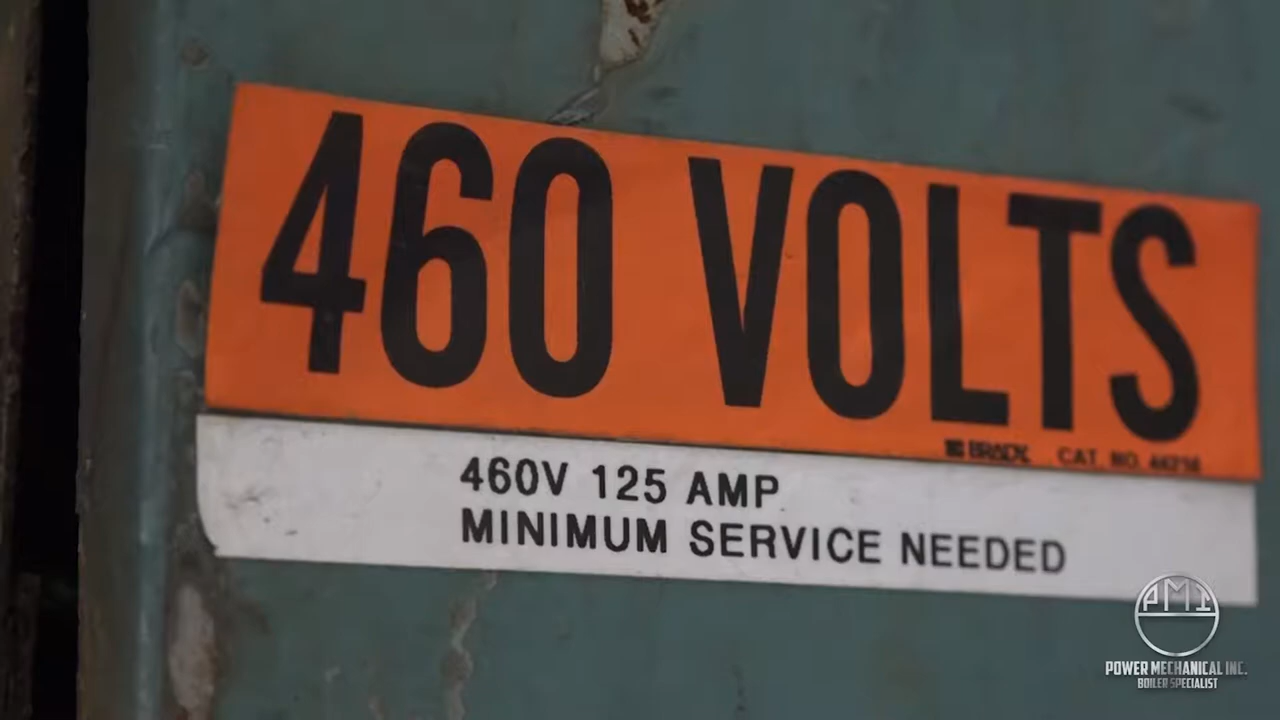 460 VOLTS
BRADY CAT. NO.
460V 125 AMP
MINIMUM SERVICE NEEDED
PMI
POWER MECHANICAL INC.
BOILER SPECIALIST